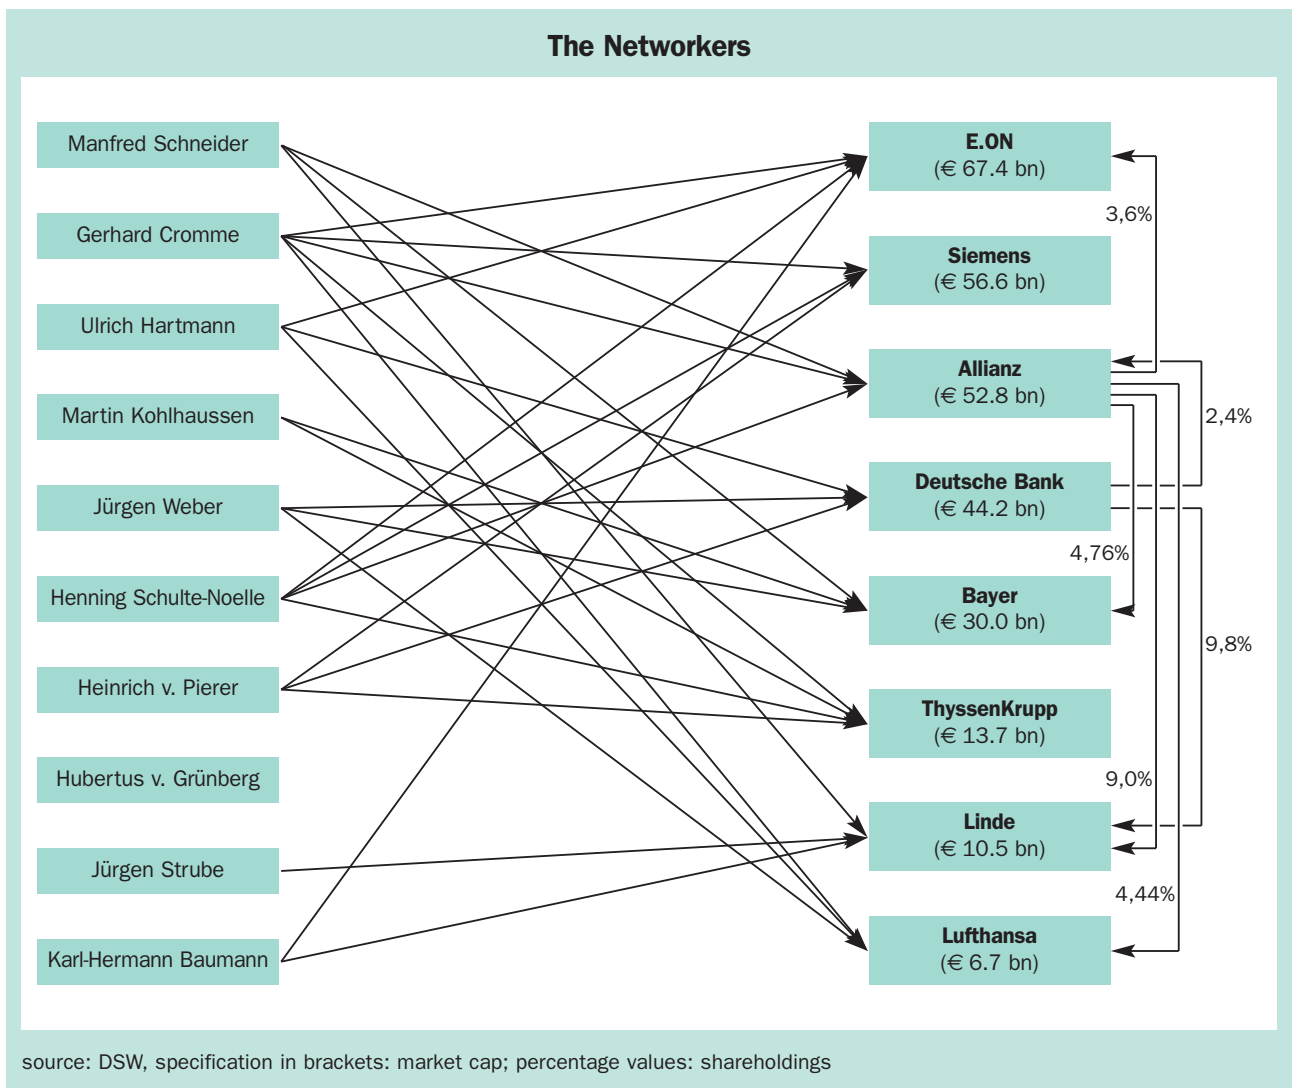 The Networkers
Manfred Schneider
Gerhard Cromme
Ulrich Hartmann
Martin Kohlhaussen
Jürgen Weber
Henning Schulte-Noelle
Heinrich v. Pierer
Hubertus v. Grünberg
Jürgen Strube
Karl-Hermann Baumann
E.ON
(€ 67.4 bn)
Siemens
(€ 56.6 bn)
Allianz
(€ 52.8 bn)
Deutsche Bank
(€ 44.2 bn)
Bayer
(€ 30.0 bn)
ThyssenKrupp
(€ 13.7 bn)
Linde
(€ 10.5 bn)
Lufthansa
(€ 6.7 bn)
3,6%
2,4%
4,76%
9,8%
9,0%
4,44%
source: DSW, specification in brackets: market cap; percentage values: shareholdings